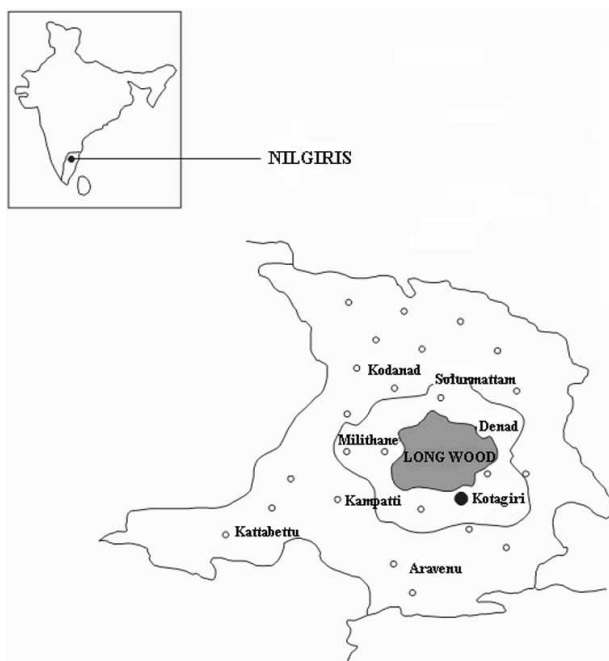 NILGIRIS
Kodanad
Solurmattam
Denad
Milithane
LONG WOOD
Kampatti
Kotagiri
Kattabettu
Aravenu